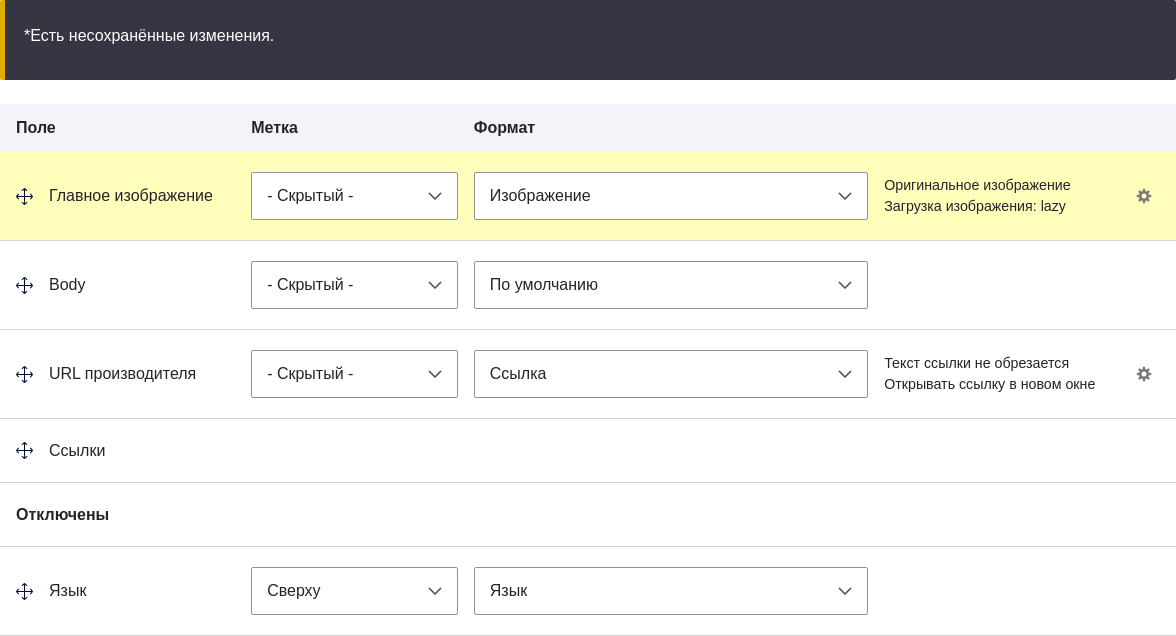 *Есть несохранённые изменения.
Поле Метка Формат
Главное изображение - Скрытый - Изображение Оригинальное изображение
Загрузка изображения: lazy
Body - Скрытый - По умолчанию
URL производителя - Скрытый - Ссылка Текст ссылки не обрезается
Открывать ссылку в новом окне
Ссылки
Отключены
Язык Сверху Язык